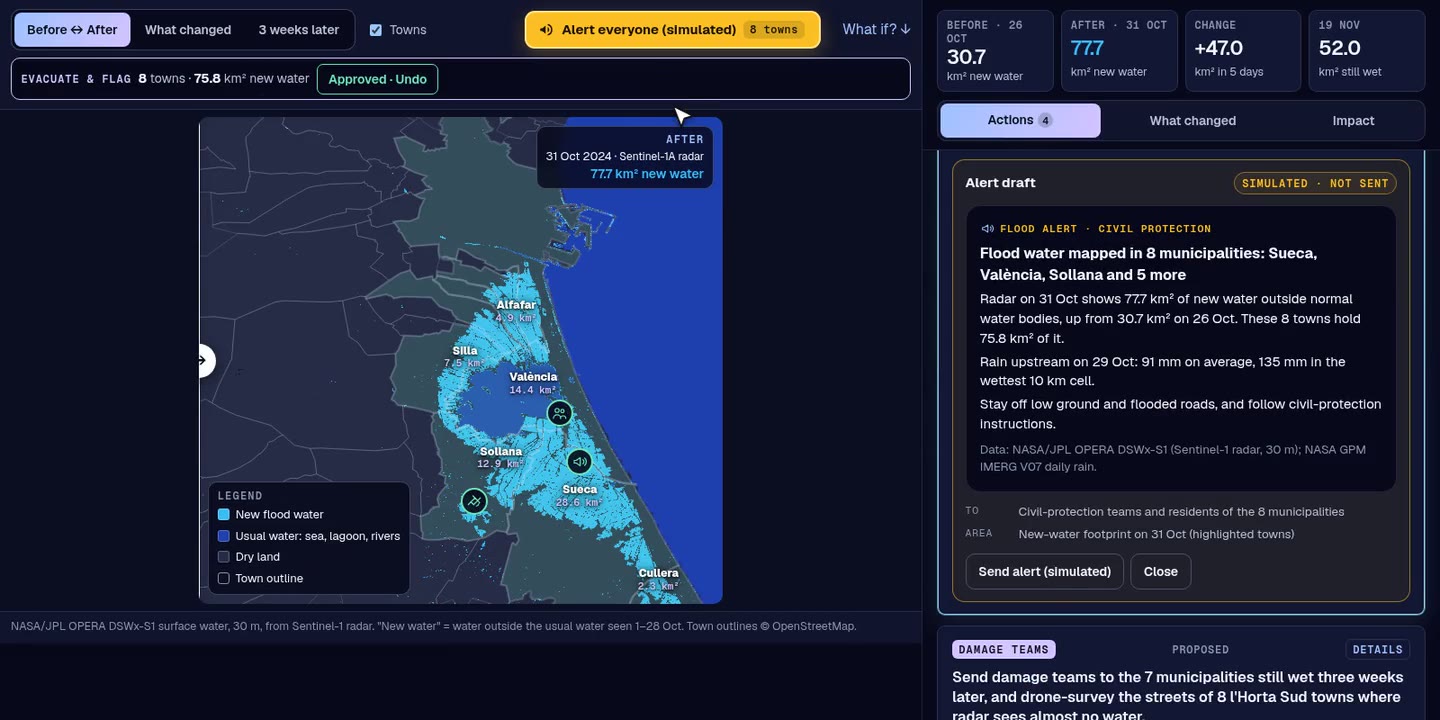 Before ↔ After
What changed
3 weeks later
Towns
Alert everyone (simulated) 8 towns
What if? ↓
EVACUATE & FLAG 8 towns · 75.8 km² new water
Approved · Undo
AFTER
31 Oct 2024 · Sentinel-1A radar
77.7 km² new water
Alfafar
4.9 km²
Silla
7.5 km²
València
14.4 km²
Sollana
12.9 km²
Sueca
28.6 km²
Cullera
2.3 km²
LEGEND
New flood water
Usual water: sea, lagoon, rivers
Dry land
Town outline
NASA/JPL OPERA DSWx-S1 surface water, 30 m, from Sentinel-1 radar. "New water" = water outside the usual water seen 1–28 Oct. Town outlines © OpenStreetMap.
BEFORE · 26
OCT
30.7
km² new water
AFTER · 31 OCT
77.7
km² new water
CHANGE
+47.0
km² in 5 days
19 NOV
52.0
km² still wet
Actions 4
What changed
Impact
Alert draft
SIMULATED · NOT SENT
FLOOD ALERT · CIVIL PROTECTION
Flood water mapped in 8 municipalities: Sueca,
València, Sollana and 5 more
Radar on 31 Oct shows 77.7 km² of new water outside normal
water bodies, up from 30.7 km² on 26 Oct. These 8 towns hold
75.8 km² of it.
Rain upstream on 29 Oct: 91 mm on average, 135 mm in the
wettest 10 km cell.
Stay off low ground and flooded roads, and follow civil-protection
instructions.
Data: NASA/JPL OPERA DSWx-S1 (Sentinel-1 radar, 30 m); NASA GPM
IMERG V07 daily rain.
TO Civil-protection teams and residents of the 8 municipalities
AREA New-water footprint on 31 Oct (highlighted towns)
Send alert (simulated)
Close
DAMAGE TEAMS
PROPOSED
DETAILS
Send damage teams to the 7 municipalities still wet three weeks
later, and drone-survey the streets of 8 l'Horta Sud towns where
radar sees almost no water.